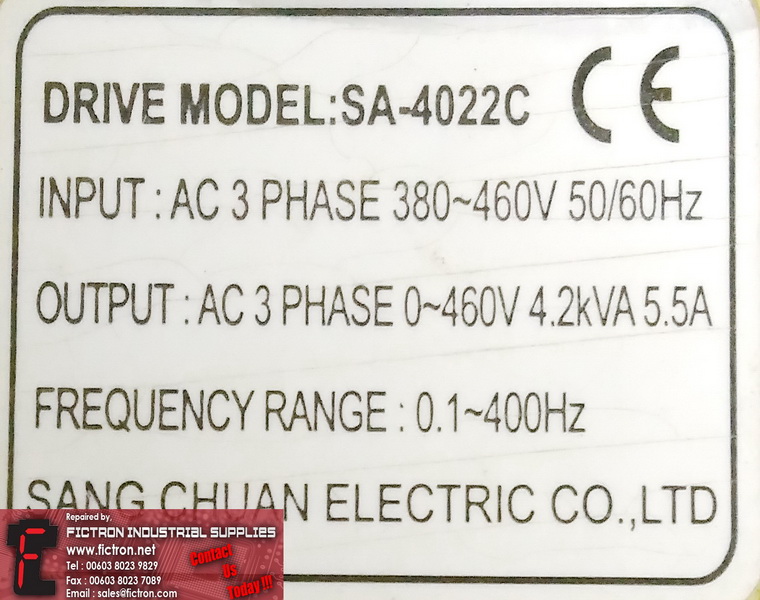 DRIVE MODEL:SA-4022C CE
INPUT : AC 3 PHASE 380~460V 50/60Hz
OUTPUT : AC 3 PHASE 0~460V 4.2kVA 5.5A
FREQUENCY RANGE : 0.1~400Hz
SANG CHUAN ELECTRIC CO.,LTD
Repaired by,
FICTRON INDUSTRIAL SUPPLIES
www.fictron.net
Tel : 00603 8023 9829
Fax : 00603 8023 7089
Email : sales@fictron.com
Contact
Us
Today !!!